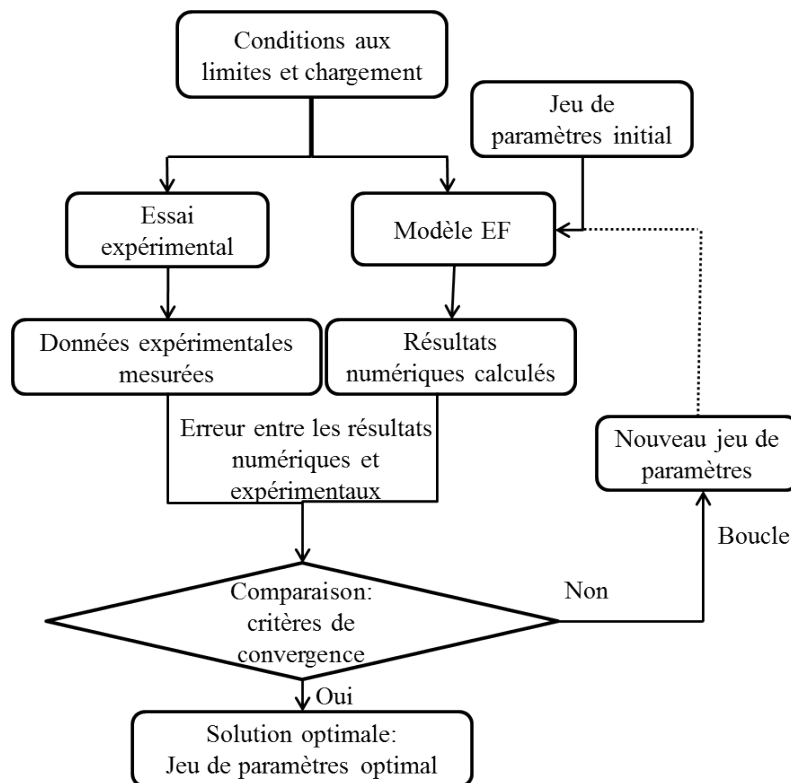 Conditions aux
limites et chargement
Jeu de
paramètres initial
Essai
expérimental
Modèle EF
Données expérimentales
mesurées
Résultats
numériques calculés
Erreur entre les résultats
numériques et
expérimentaux
Nouveau jeu de
paramètres
Boucle
Comparaison:
critères de
convergence
Non
Oui
Solution optimale:
Jeu de paramètres optimal